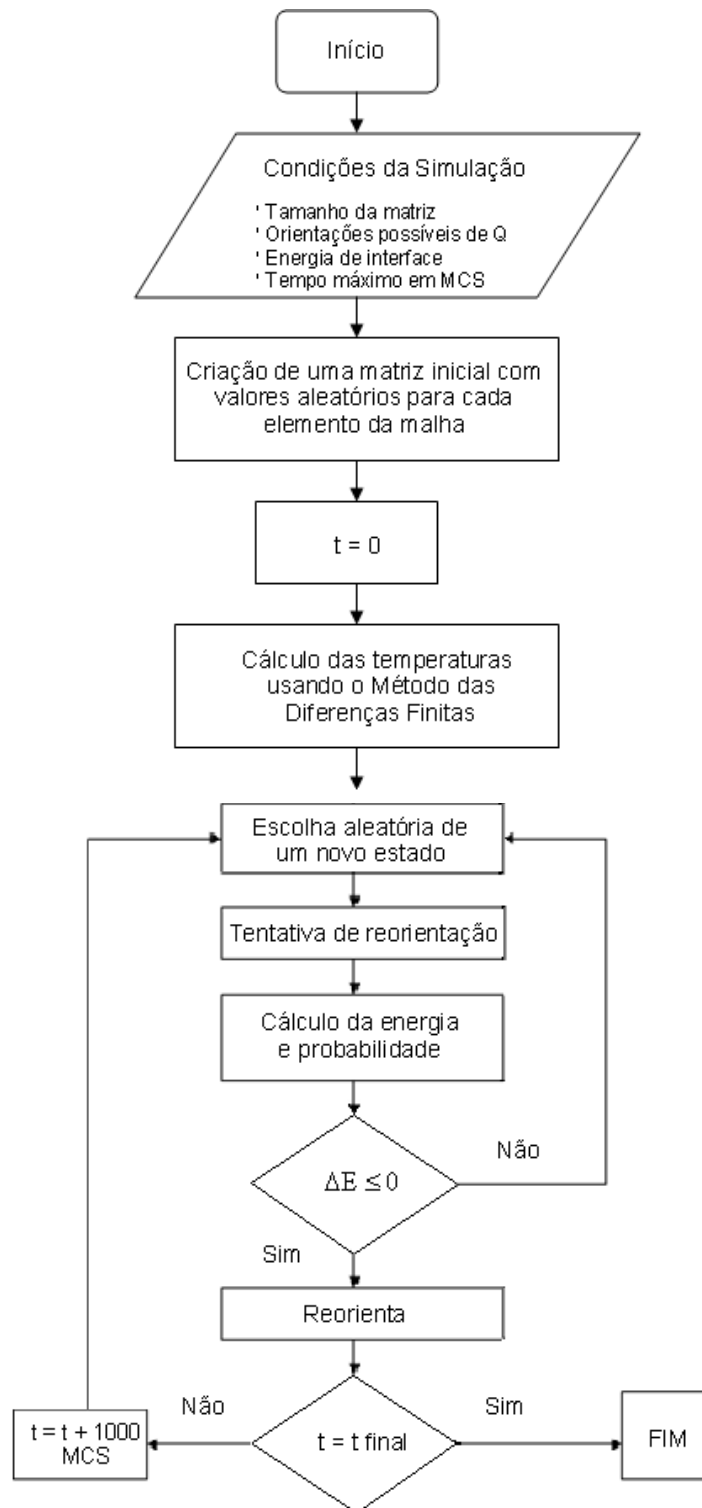 Início
Condições da Simulação
' Tamanho da matriz
' Orientações possíveis de Q
' Energia de interface
' Tempo máximo em MCS
Criação de uma matriz inicial com
valores aleatórios para cada
elemento da malha
t = 0
Cálculo das temperaturas
usando o Método das
Diferenças Finitas
Escolha aleatória de
um novo estado
Tentativa de reorientação
Cálculo da energia
e probabilidade
Não
ΔE ≤ 0
Sim
Reorienta
Não
Sim
t = t + 1000
MCS
t = t final
FIM